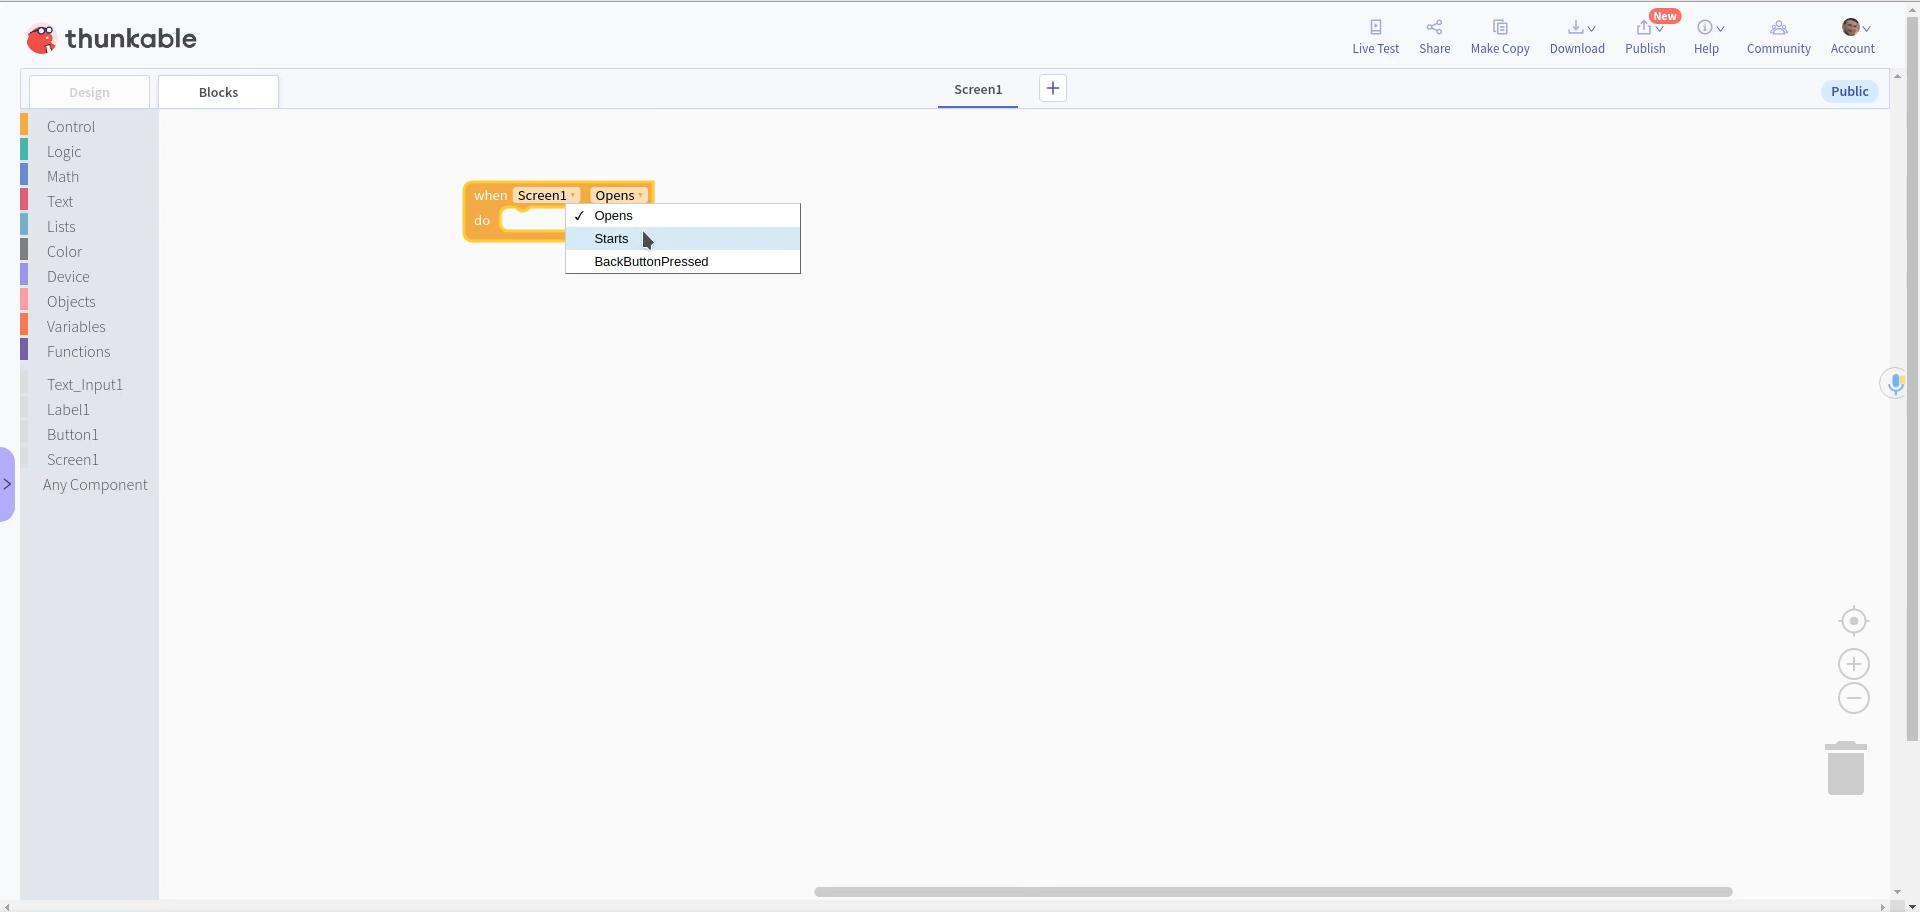 thunkable
New
Live Test Share Make Copy Download Publish Help Community Account
Design Blocks Screen1 Public
Control
Logic
Math
Text
Lists
Color
Device
Objects
Variables
Functions
Text_Input1
Label1
Button1
Screen1
Any Component
when Screen1 Opens
do
✓ Opens
Starts
BackButtonPressed